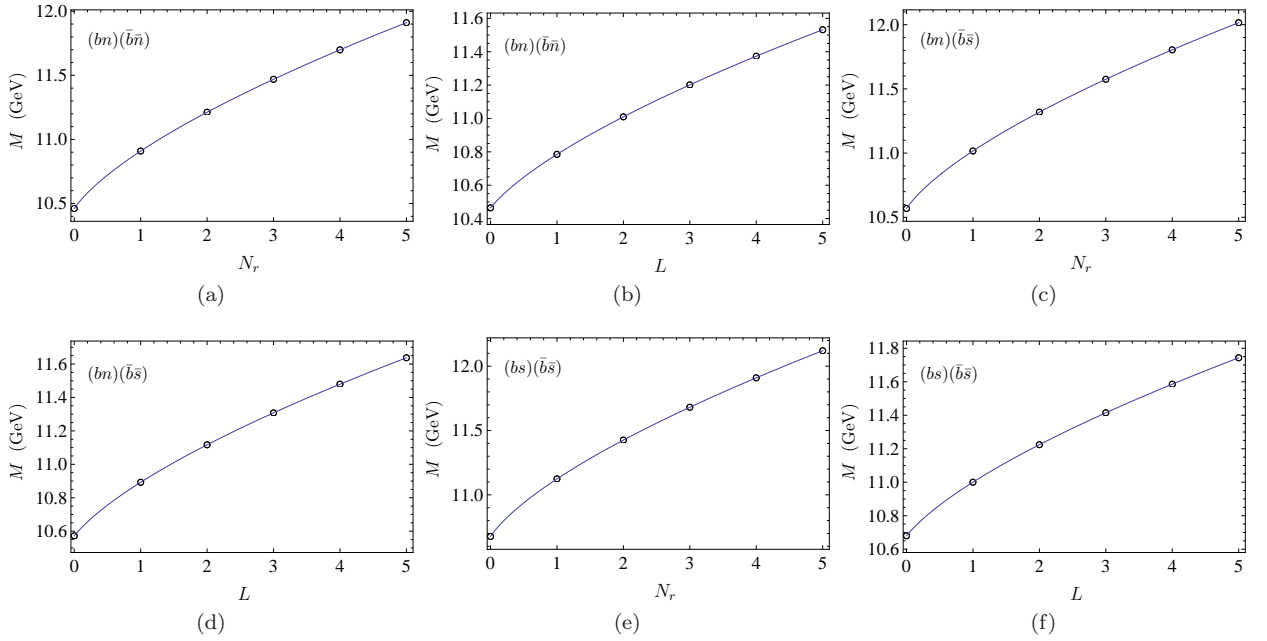 12.0
11.5
11.0
10.5
M (GeV)
(bn)(b̄n̄)
0 1 2 3 4 5
N_r
(a)
11.6
11.4
11.2
11.0
10.8
10.6
10.4
M (GeV)
(bn)(b̄n̄)
0 1 2 3 4 5
L
(b)
12.0
11.5
11.0
10.5
M (GeV)
(bn)(b̄s̄)
0 1 2 3 4 5
N_r
(c)
11.6
11.4
11.2
11.0
10.8
10.6
M (GeV)
(bn)(b̄s̄)
0 1 2 3 4 5
L
(d)
12.0
11.5
11.0
M (GeV)
(bs)(b̄s̄)
0 1 2 3 4 5
N_r
(e)
11.8
11.6
11.4
11.2
11.0
10.8
10.6
M (GeV)
(bs)(b̄s̄)
0 1 2 3 4 5
L
(f)